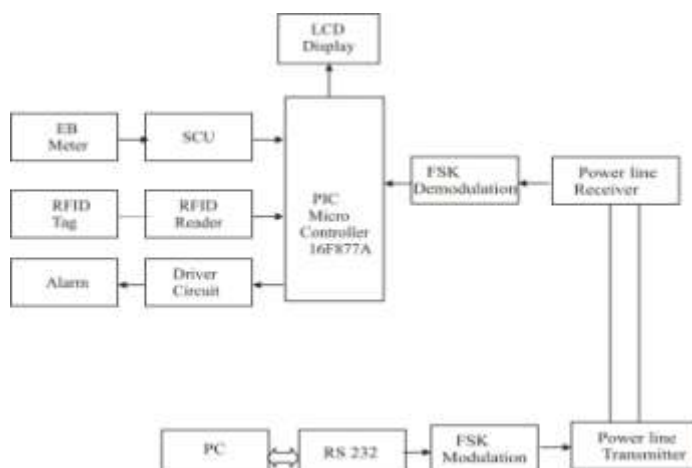 LCD
Display
EB
Meter
SCU
RFID
Tag
RFID
Reader
Alarm
Driver
Circuit
PIC
Micro
Controller
16F877A
FSK
Demodulation
Power line
Receiver
PC
RS 232
FSK
Modulation
Power line
Transmitter